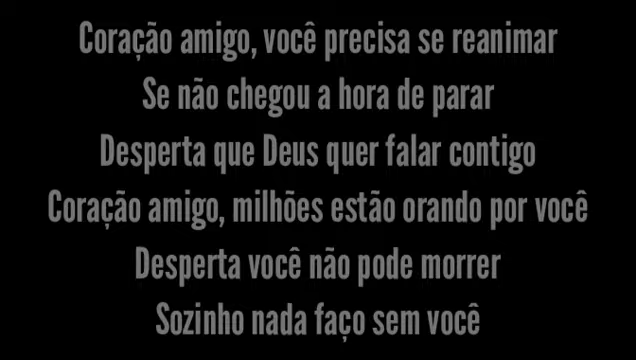 Coração amigo, você precisa se reanimar
Se não chegou a hora de parar
Desperta que Deus quer falar contigo
Coração amigo, milhões estão orando por você
Desperta você não pode morrer
Sozinho nada faço sem você